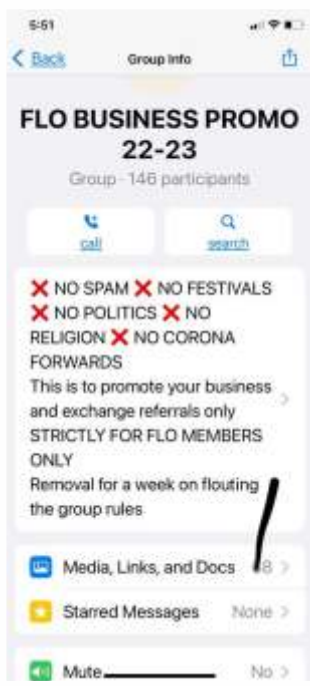 5:51
Back Group Info
FLO BUSINESS PROMO
22-23
Group · 146 participants
call search
❌ NO SPAM ❌ NO FESTIVALS
❌ NO POLITICS ❌ NO
RELIGION ❌ NO CORONA
FORWARDS
This is to promote your business
and exchange referrals only
STRICTLY FOR FLO MEMBERS
ONLY
Removal for a week on flouting
the group rules
Media, Links, and Docs
Starred Messages None
Mute No